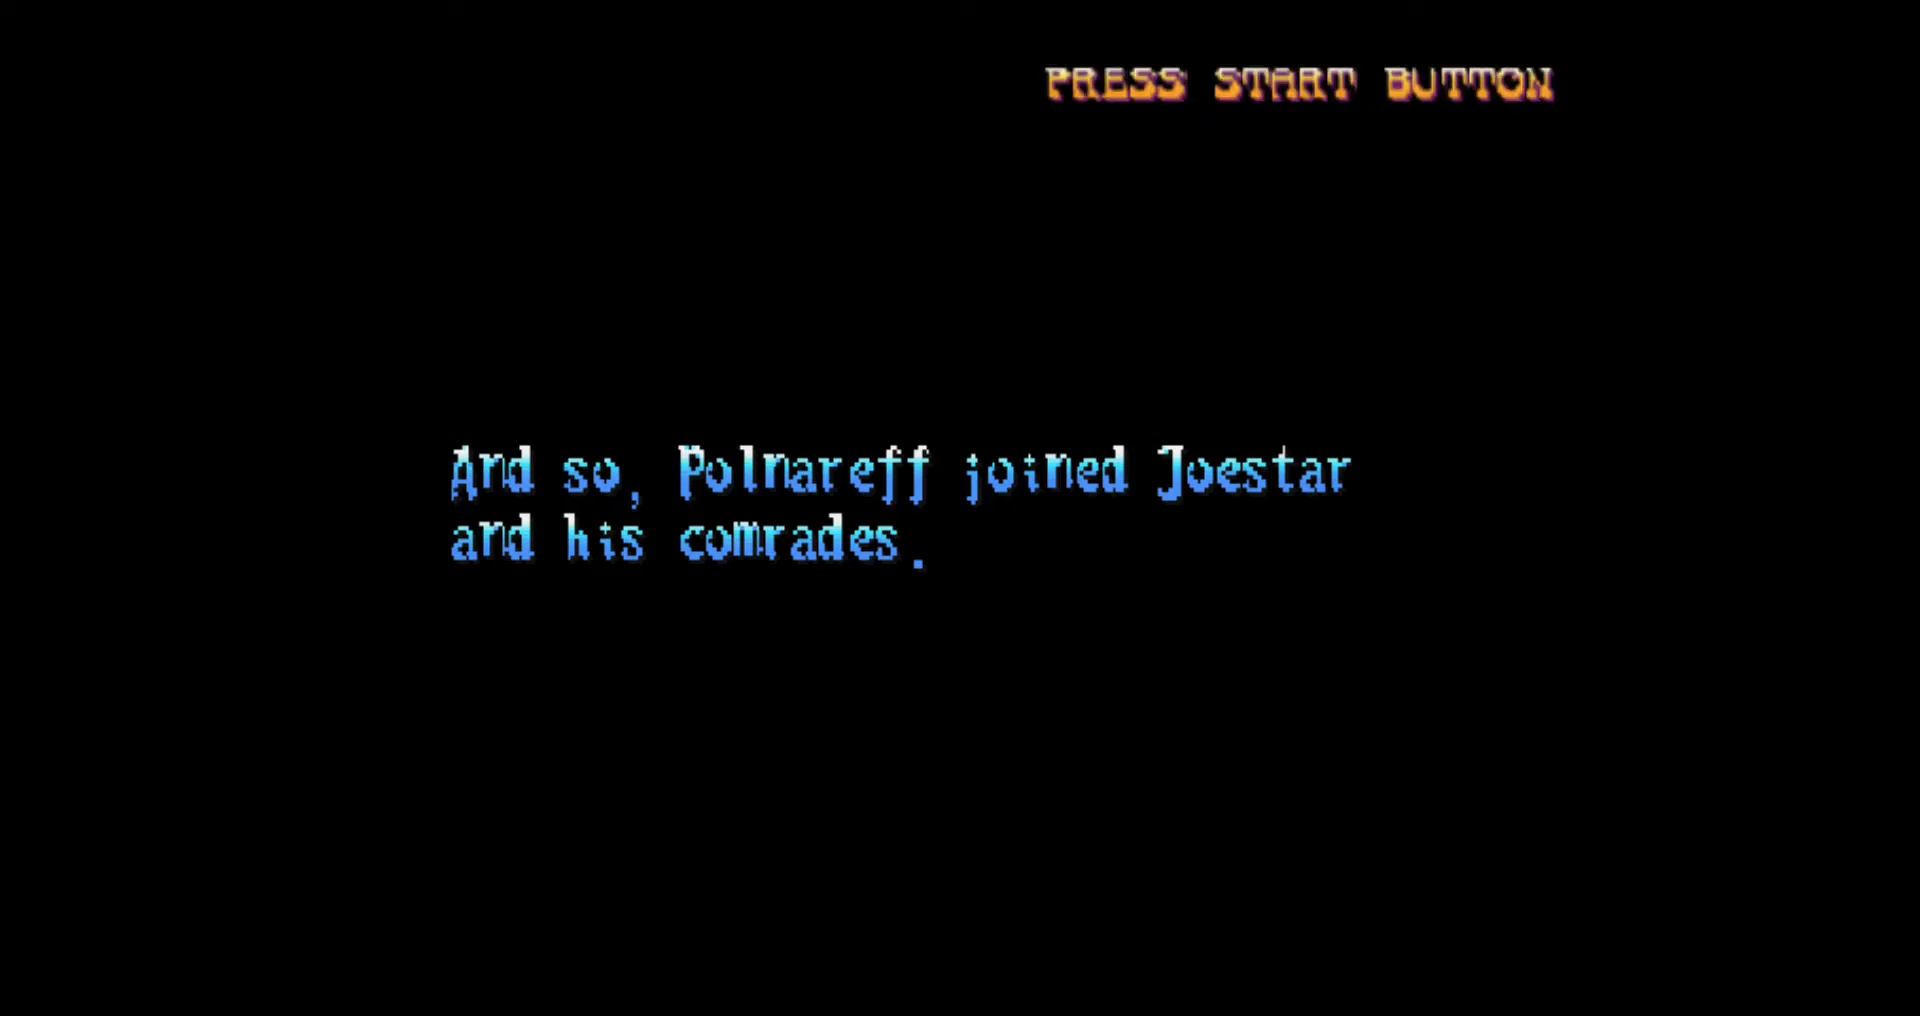 PRESS START BUTTON
And so, Polnareff joined Joestar
and his comrades.